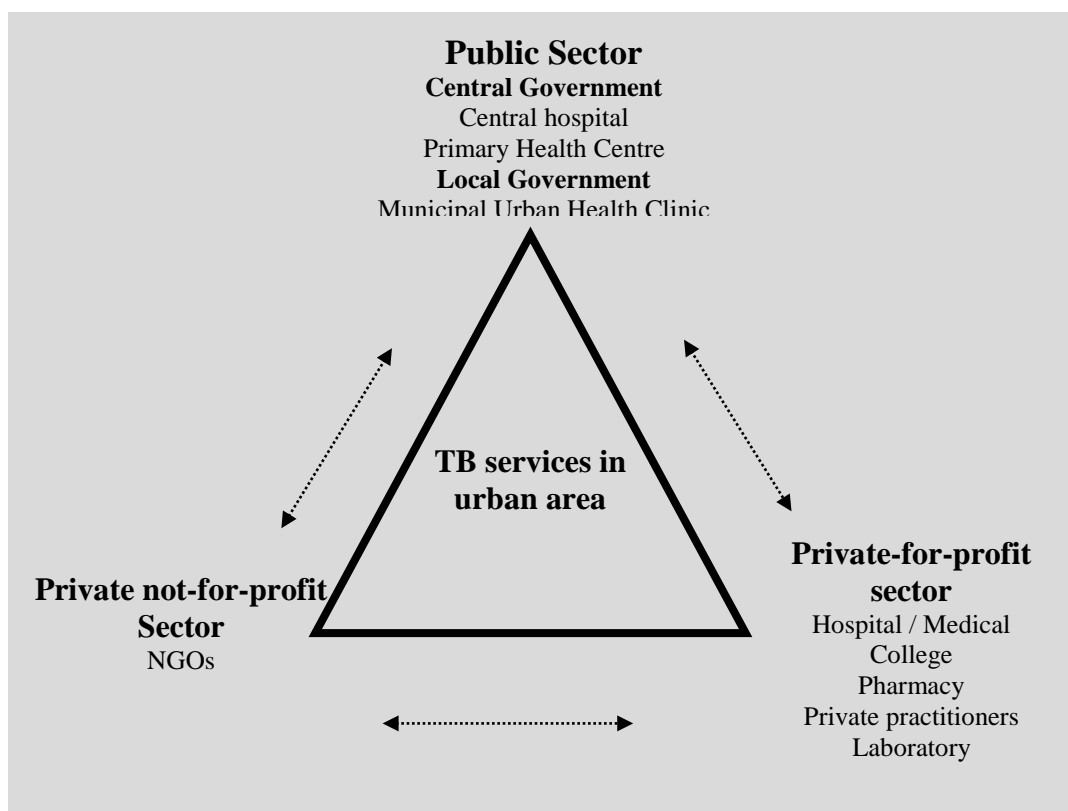 Public Sector
Central Government
Central hospital
Primary Health Centre
Local Government
Municipal Urban Health Clinic
TB services in
urban area
Private not-for-profit
Sector
NGOs
Private-for-profit
sector
Hospital / Medical
College
Pharmacy
Private practitioners
Laboratory